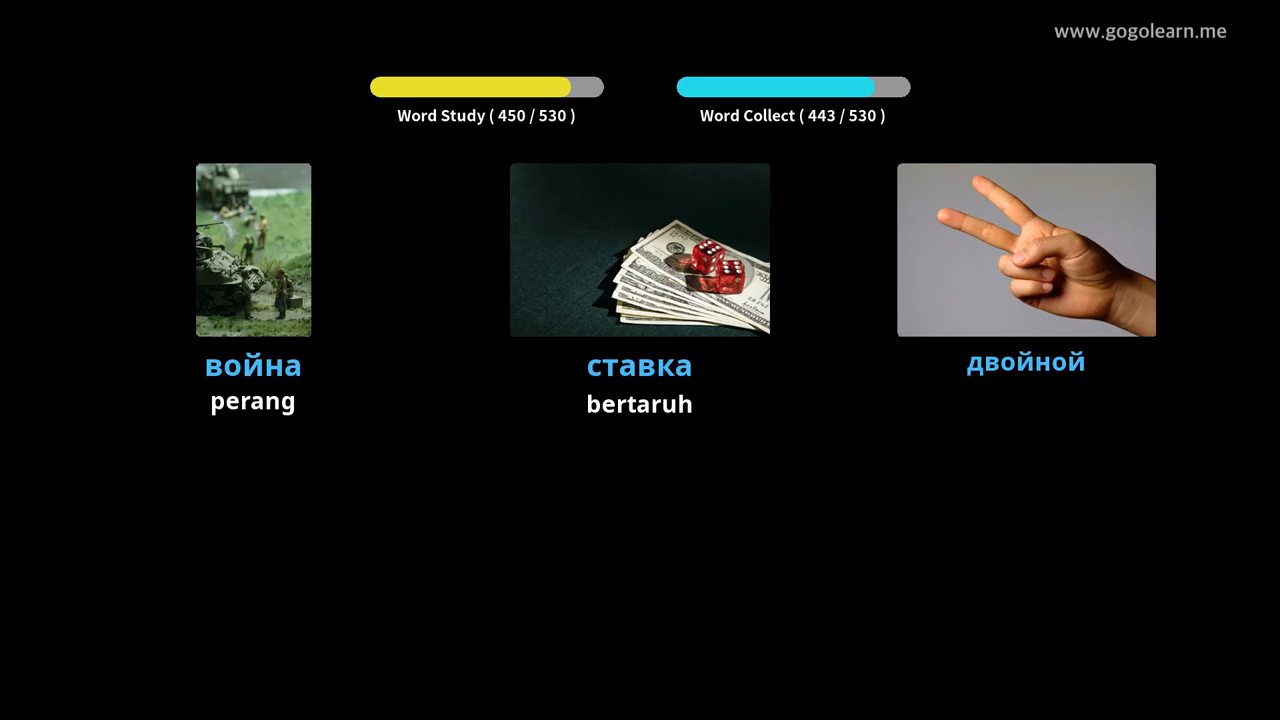 www.gogolearn.me
Word Study ( 450 / 530 )
Word Collect ( 443 / 530 )
война
perang
ставка
bertaruh
двойной